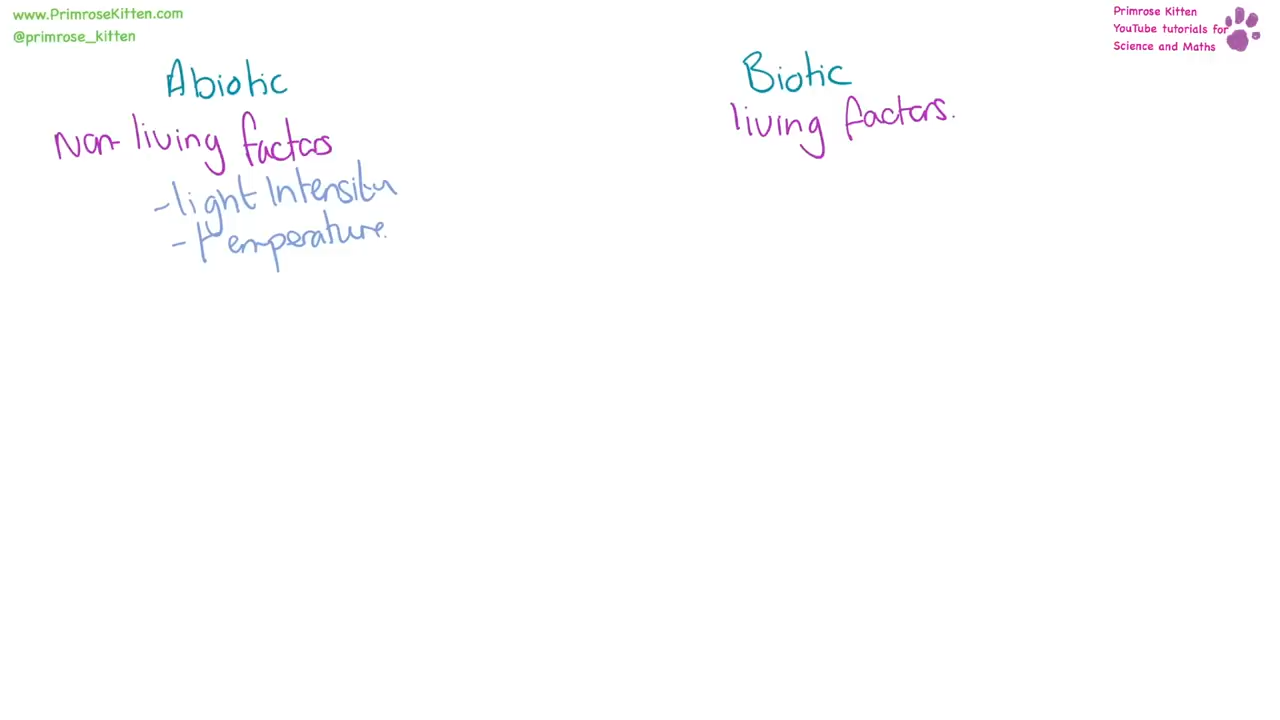 www.PrimroseKitten.com
@primrose_kitten
Primrose Kitten
YouTube tutorials for
Science and Maths
Abiotic
Non-living factors
-light Intensity
-temperature.
Biotic
living factors.